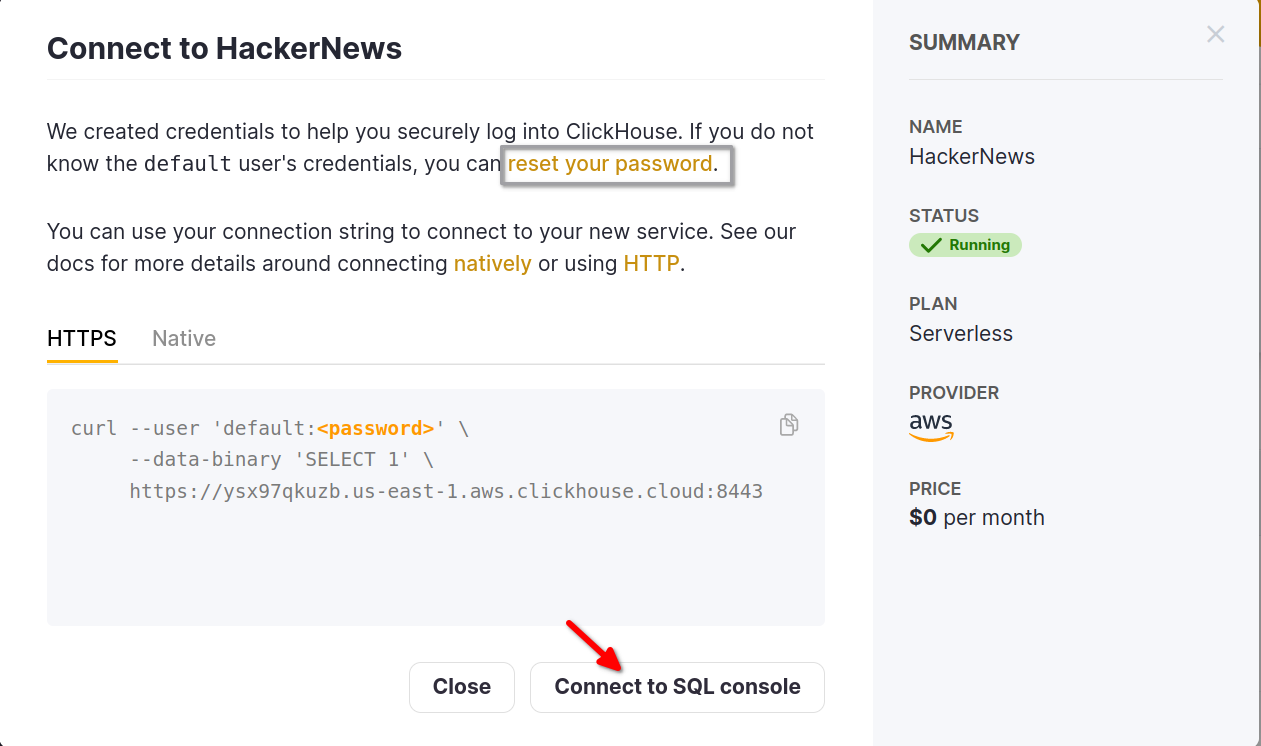 Connect to HackerNews
We created credentials to help you securely log into ClickHouse. If you do not
know the default user's credentials, you can reset your password.
You can use your connection string to connect to your new service. See our
docs for more details around connecting natively or using HTTP.
HTTPS Native
curl --user 'default:<password>' \
--data-binary 'SELECT 1' \
https://ysx97qkuzb.us-east-1.aws.clickhouse.cloud:8443
Close Connect to SQL console
SUMMARY
NAME
HackerNews
STATUS
Running
PLAN
Serverless
PROVIDER
aws
PRICE
$0 per month